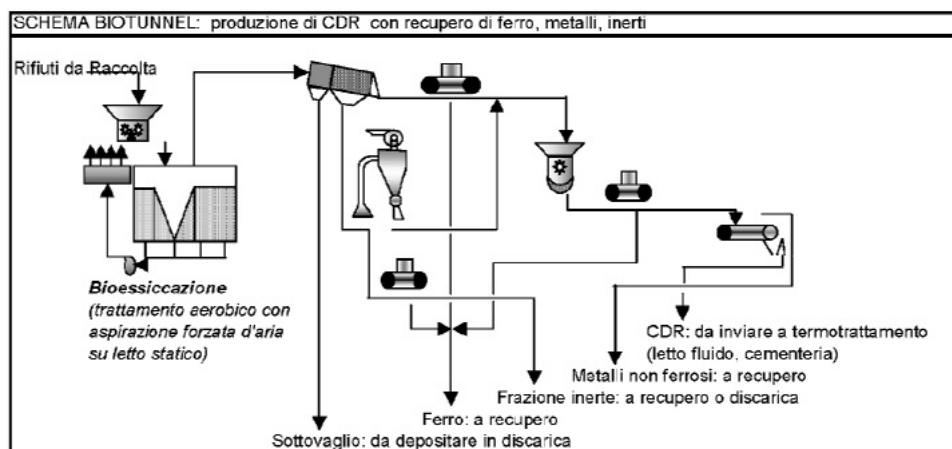 SCHEMA BIOTUNNEL: produzione di CDR con recupero di ferro, metalli, inerti
Rifiuti da Raccolta
Bioessiccazione
(trattamento aerobico con
aspirazione forzata d'aria
su letto statico)
CDR: da inviare a termotrattamento
(letto fluido, cementeria)
Metalli non ferrosi: a recupero
Frazione inerte: a recupero o discarica
Ferro: a recupero
Sottovaglio: da depositare in discarica